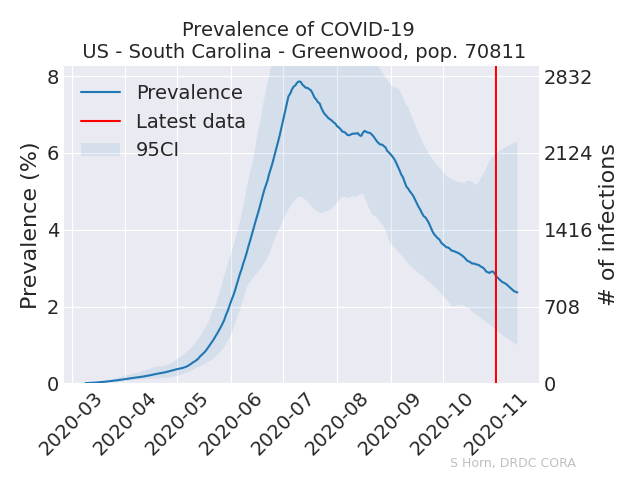 Prevalence of COVID-19
US - South Carolina - Greenwood, pop. 70811
Prevalence (%)
8
6
4
2
0
Prevalence
Latest data
95CI
2832
2124
1416
708
0
# of infections
2020-03
2020-04
2020-05
2020-06
2020-07
2020-08
2020-09
2020-10
2020-11
S Horn, DRDC CORA